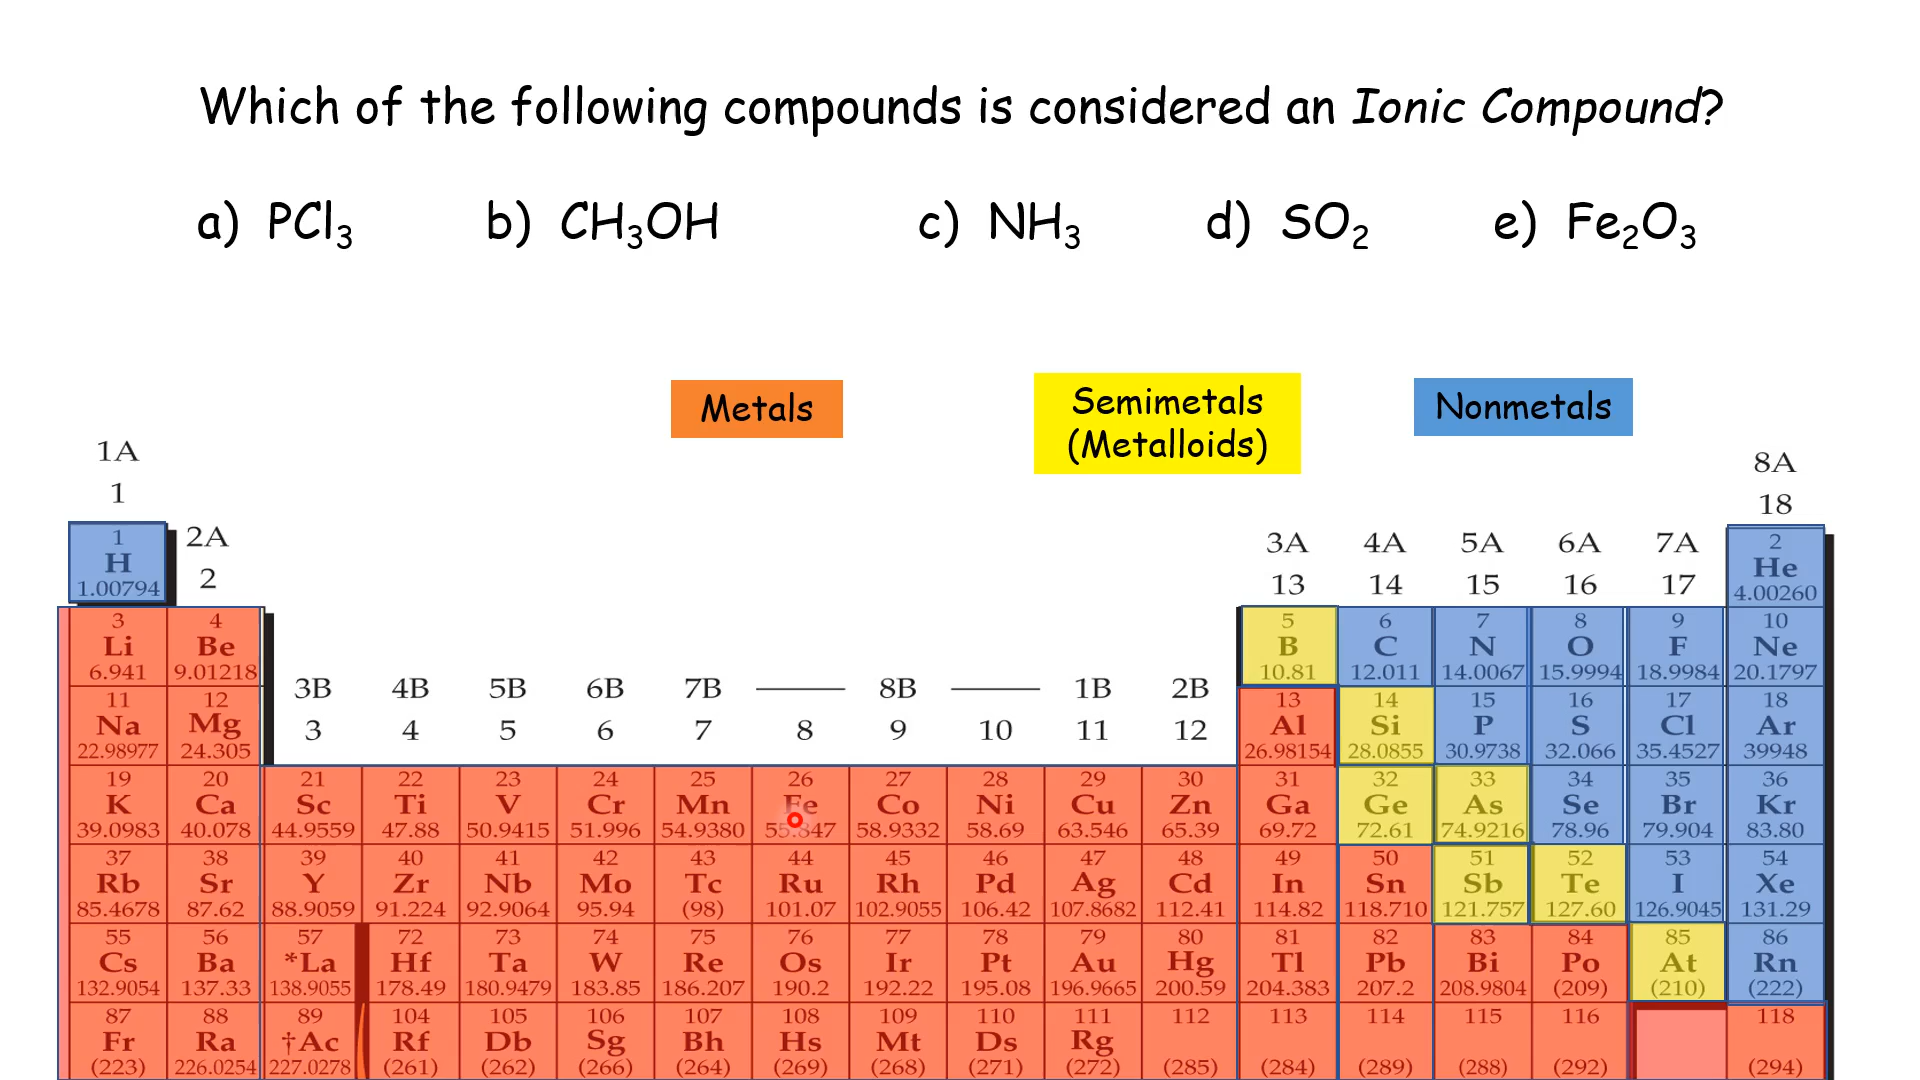 Which of the following compounds is considered an Ionic Compound?
a) PCl₃ b) CH₃OH c) NH₃ d) SO₂ e) Fe₂O₃
Metals
Semimetals
(Metalloids)
Nonmetals
1A 8A
1 18
2A 3A 4A 5A 6A 7A
2 13 14 15 16 17
3B 4B 5B 6B 7B 8B 1B 2B
3 4 5 6 7 8 9 10 11 12
1 2
H He
1.00794 4.00260
3 4 5 6 7 8 9 10
Li Be B C N O F Ne
6.941 9.01218 10.81 12.011 14.0067 15.9994 18.9984 20.1797
11 12 13 14 15 16 17 18
Na Mg Al Si P S Cl Ar
22.98977 24.305 26.98154 28.0855 30.9738 32.066 35.4527 39948
19 20 21 22 23 24 25 26 27 28 29 30 31 32 33 34 35 36
K Ca Sc Ti V Cr Mn Fe Co Ni Cu Zn Ga Ge As Se Br Kr
39.0983 40.078 44.9559 47.88 50.9415 51.996 54.9380 55.847 58.9332 58.69 63.546 65.39 69.72 72.61 74.9216 78.96 79.904 83.80
37 38 39 40 41 42 43 44 45 46 47 48 49 50 51 52 53 54
Rb Sr Y Zr Nb Mo Tc Ru Rh Pd Ag Cd In Sn Sb Te I Xe
85.4678 87.62 88.9059 91.224 92.9064 95.94 (98) 101.07 102.9055 106.42 107.8682 112.41 114.82 118.710 121.757 127.60 126.9045 131.29
55 56 57 72 73 74 75 76 77 78 79 80 81 82 83 84 85 86
Cs Ba *La Hf Ta W Re Os Ir Pt Au Hg Tl Pb Bi Po At Rn
132.9054 137.33 138.9055 178.49 180.9479 183.85 186.207 190.2 192.22 195.08 196.9665 200.59 204.383 207.2 208.9804 (209) (210) (222)
87 88 89 104 105 106 107 108 109 110 111 112 113 114 115 116 118
Fr Ra †Ac Rf Db Sg Bh Hs Mt Ds Rg
(223) 226.0254 227.0278 (261) (262) (266) (264) (269) (268) (271) (272) (285) (284) (289) (288) (292) (294)